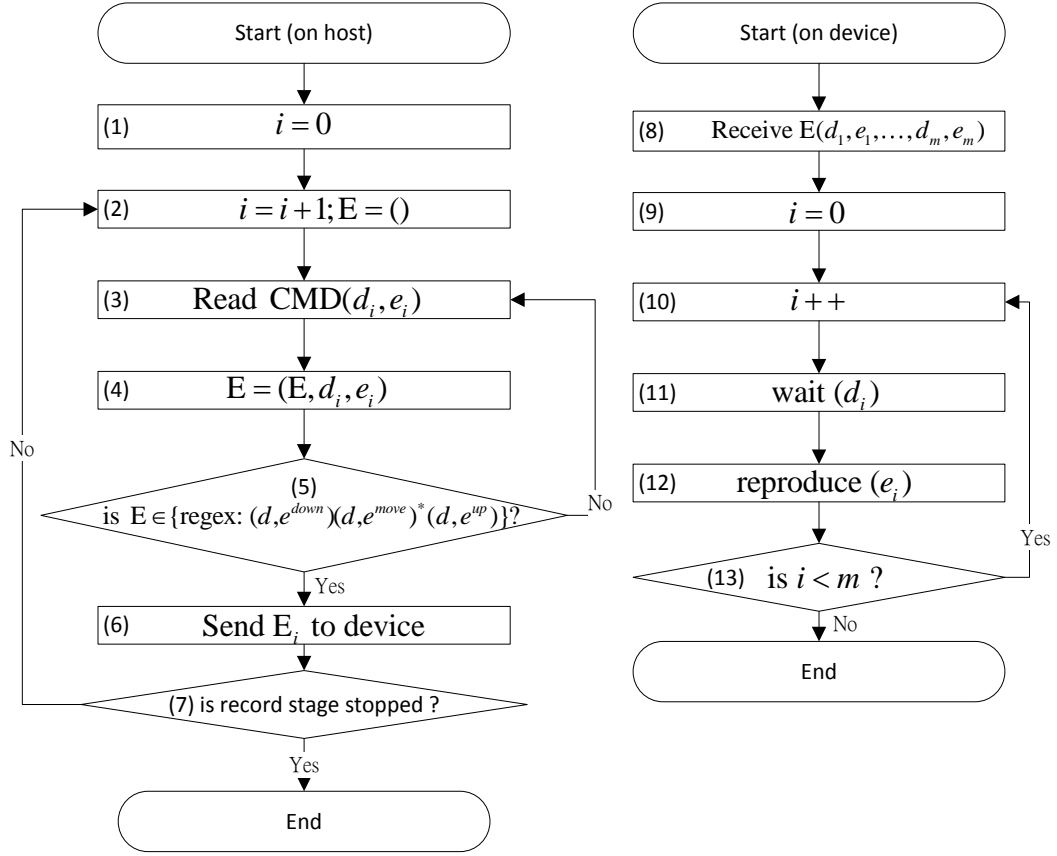 Start (on host)
(1) i = 0
(2) i = i + 1; E = ()
(3) Read CMD(d_i, e_i)
(4) E = (E, d_i, e_i)
(5)
is E ∈ {regex: (d, e^{down})(d, e^{move})^*(d, e^{up})}?
No
No
Yes
(6) Send E_i to device
(7) is record stage stopped ?
Yes
End
Start (on device)
(8) Receive E(d_1, e_1, …, d_m, e_m)
(9) i = 0
(10) i++
(11) wait (d_i)
(12) reproduce (e_i)
Yes
(13) is i < m ?
No
End